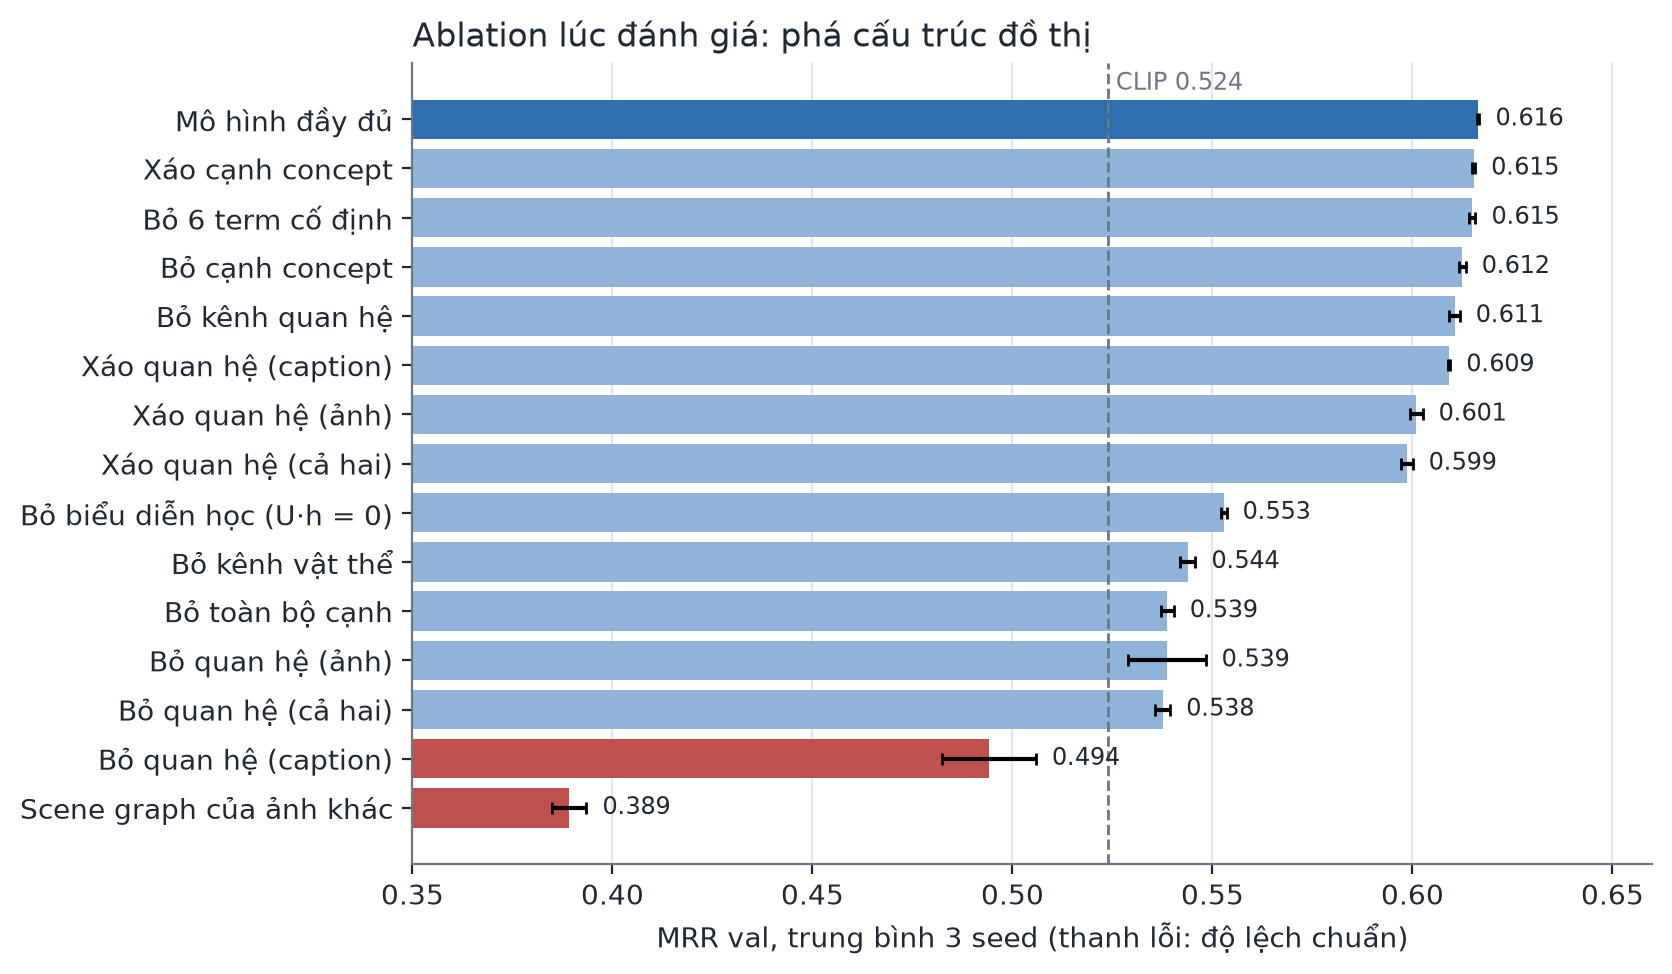 Ablation lúc đánh giá: phá cấu trúc đồ thị
CLIP 0.524
Mô hình đầy đủ 0.616
Xáo cạnh concept 0.615
Bỏ 6 term cố định 0.615
Bỏ cạnh concept 0.612
Bỏ kênh quan hệ 0.611
Xáo quan hệ (caption) 0.609
Xáo quan hệ (ảnh) 0.601
Xáo quan hệ (cả hai) 0.599
Bỏ biểu diễn học (U·h = 0) 0.553
Bỏ kênh vật thể 0.544
Bỏ toàn bộ cạnh 0.539
Bỏ quan hệ (ảnh) 0.539
Bỏ quan hệ (cả hai) 0.538
Bỏ quan hệ (caption) 0.494
Scene graph của ảnh khác 0.389
0.35 0.40 0.45 0.50 0.55 0.60 0.65
MRR val, trung bình 3 seed (thanh lỗi: độ lệch chuẩn)